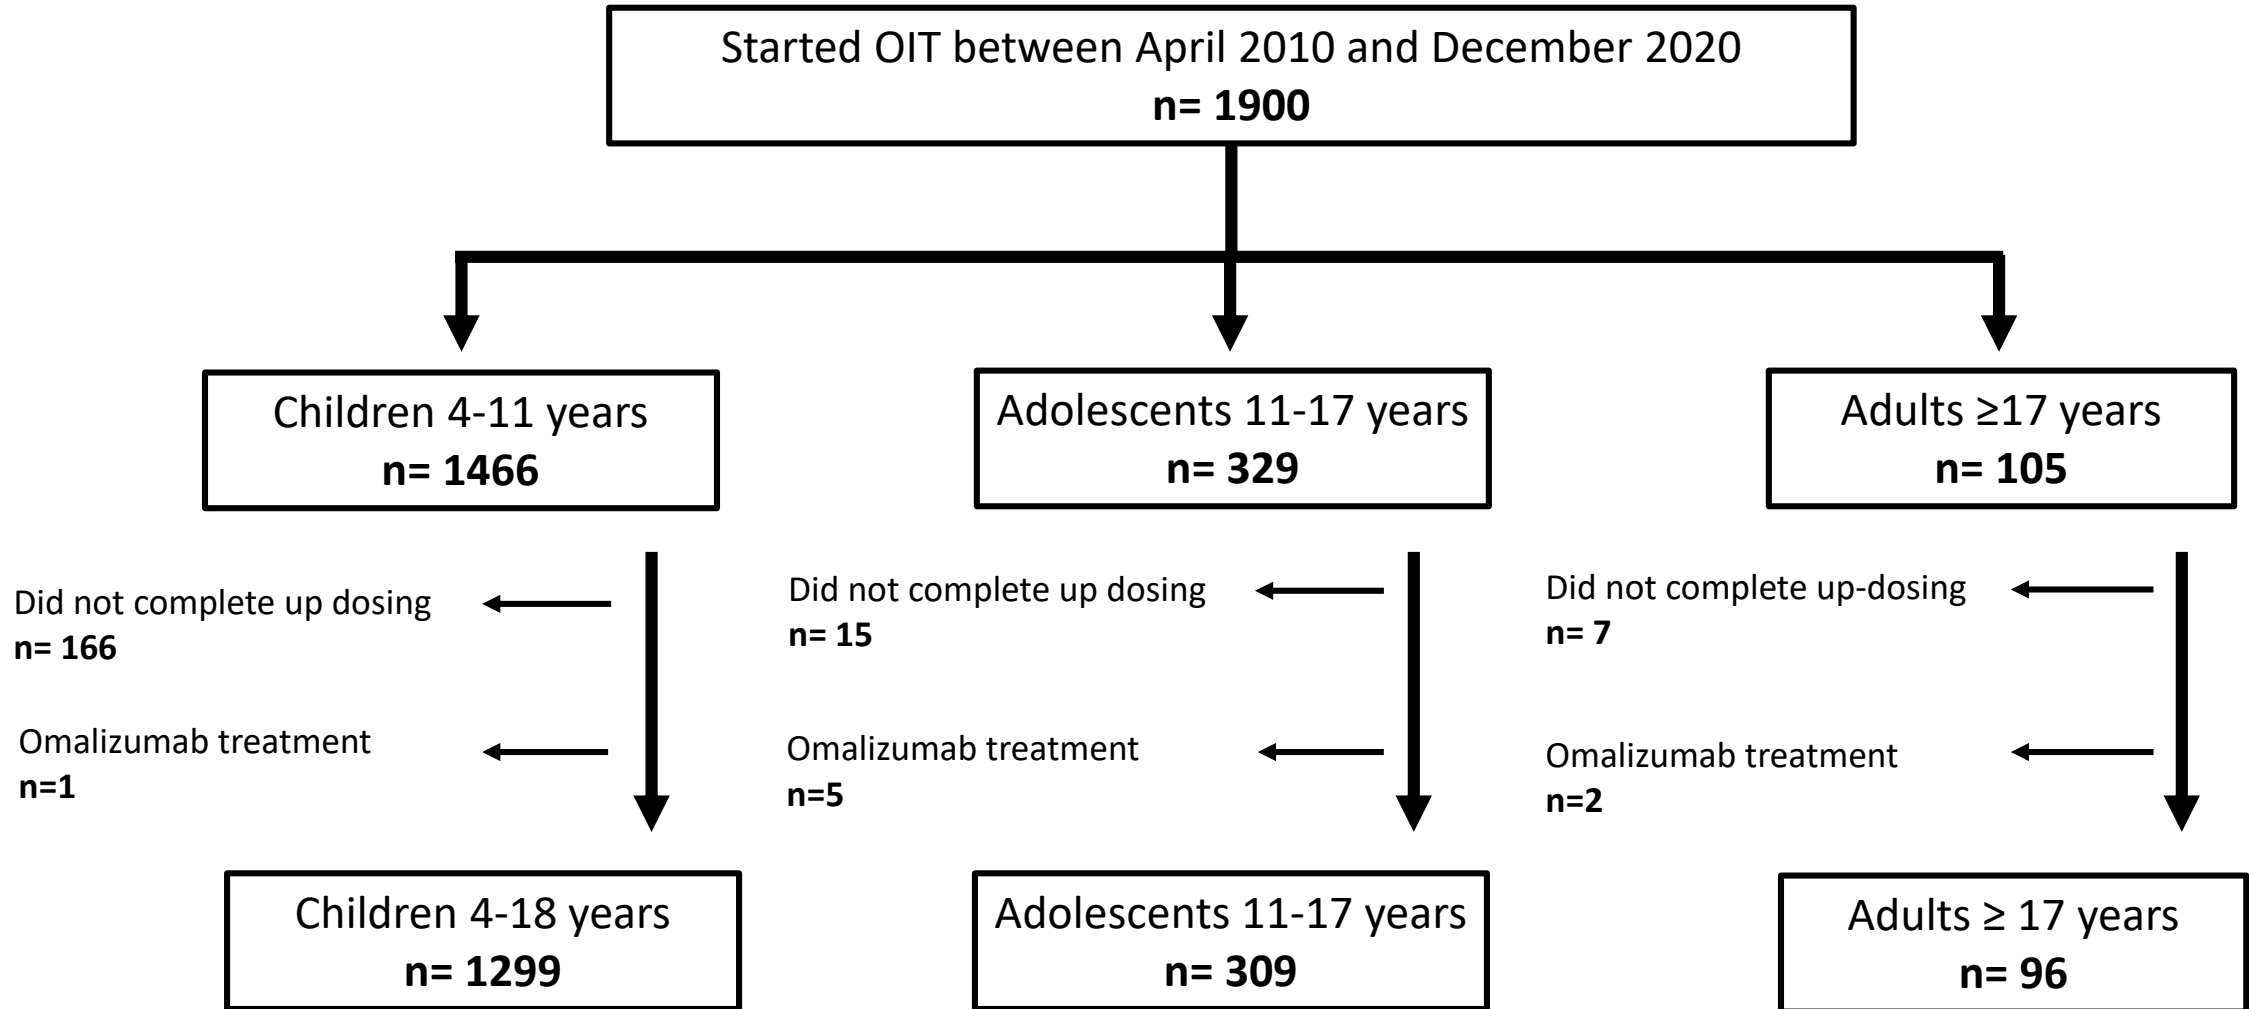 Started OIT between April 2010 and December 2020
n= 1900
Children 4-11 years
n= 1466
Adolescents 11-17 years
n= 329
Adults ≥17 years
n= 105
Did not complete up dosing
n= 166
Did not complete up dosing
n= 15
Did not complete up-dosing
n= 7
Omalizumab treatment
n=1
Omalizumab treatment
n=5
Omalizumab treatment
n=2
Children 4-18 years
n= 1299
Adolescents 11-17 years
n= 309
Adults ≥ 17 years
n= 96